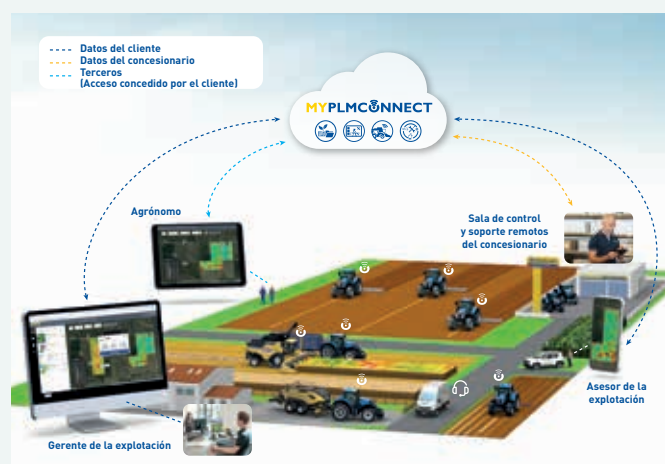 Datos del cliente
Datos del concesionario
Terceros
(Acceso concedido por el cliente)
MYPLMCONNECT
Agrónomo
Sala de control
y soporte remotos
del concesionario
Asesor de la
explotación
Gerente de la explotación